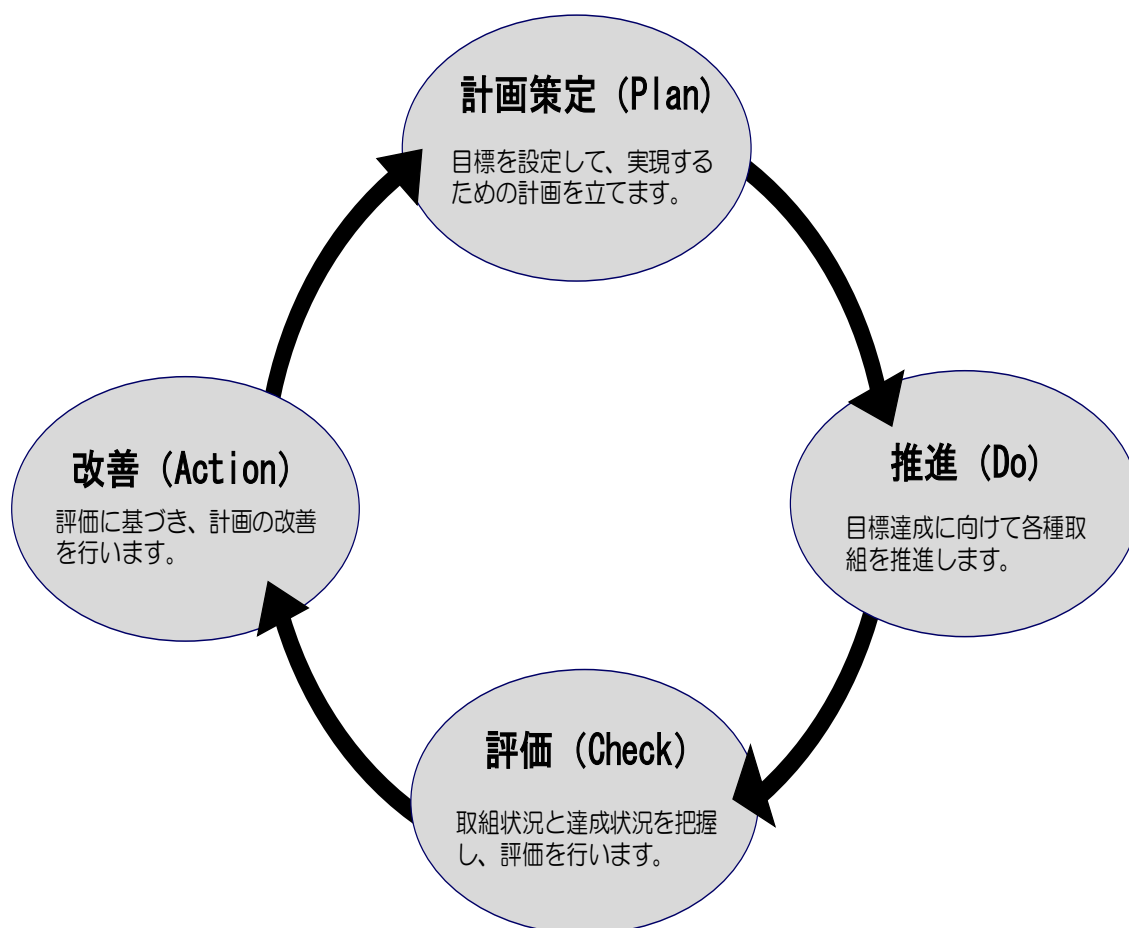 計画策定（Plan）
目標を設定して、実現する
ための計画を立てます。
推進（Do）
目標達成に向けて各種取
組を推進します。
評価（Check）
取組状況と達成状況を把握
し、評価を行います。
改善（Action）
評価に基づき、計画の改善
を行います。